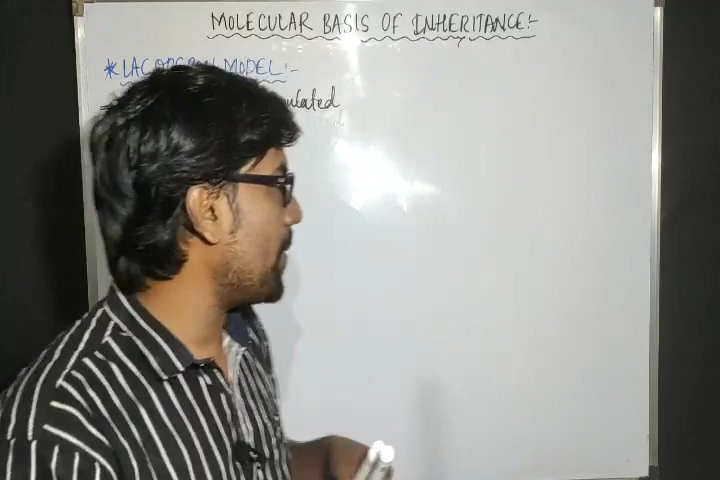 MOLECULAR BASIS OF INHERITANCE:-
* LAC OPERON MODEL:-